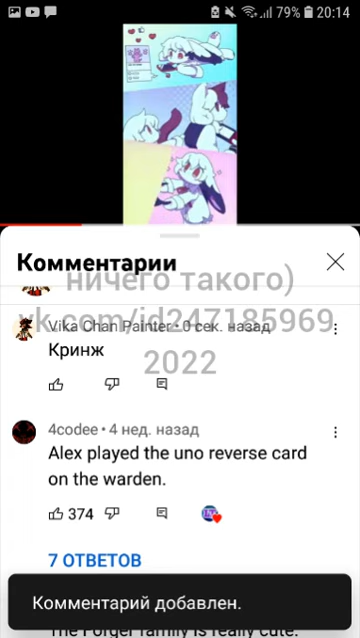 79% 20:14
Комментарии
ничего такого)
vk.com/id247185969
2022
Vika Chan Painter • 0 сек. назад
Кринж
4codee • 4 нед. назад
Alex played the uno reverse card
on the warden.
374
7 ОТВЕТОВ
Комментарий добавлен.
The Forger family is really cute.